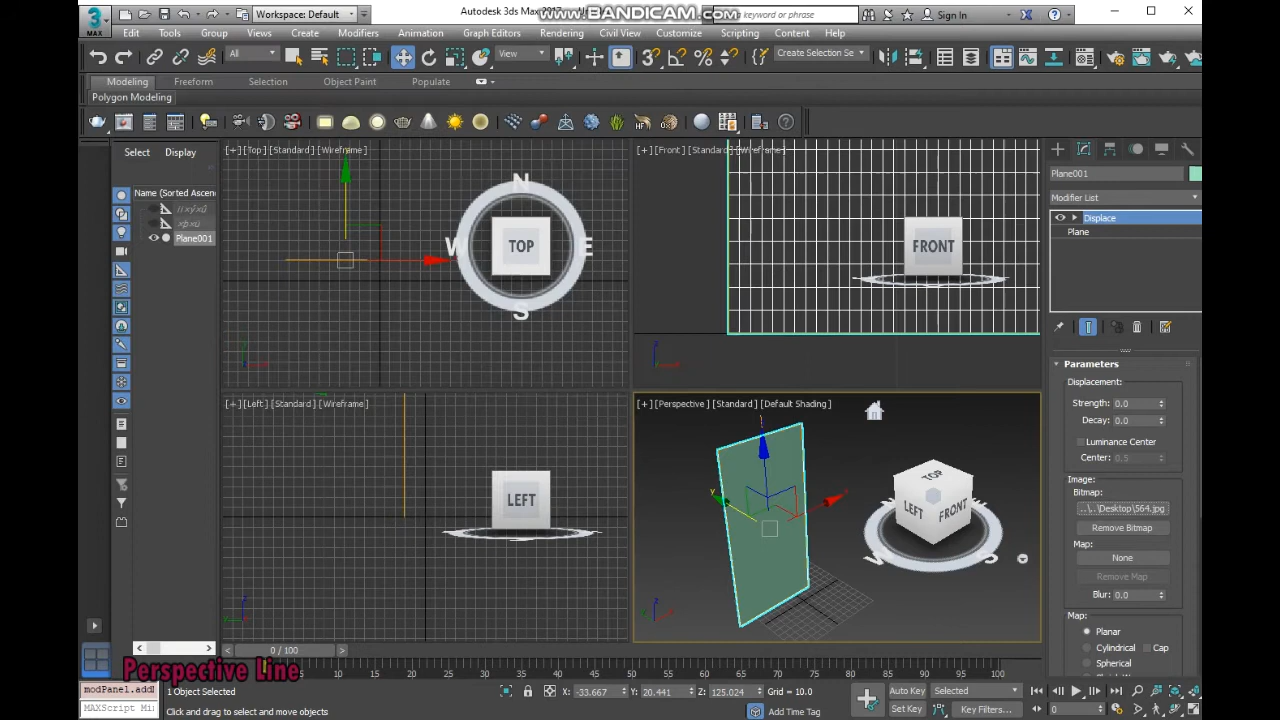 3 MAX
Workspace: Default
Autodesk 3ds Max 2017
www.BANDICAM.com
keyword or phrase
Sign In
Edit Tools Group Views Create Modifiers Animation Graph Editors Rendering Civil View Customize Scripting Content Help
All
View
Create Selection Se
Modeling Freeform Selection Object Paint Populate
Polygon Modeling
Select Display
Name (Sorted Ascen
Plane001
[+] [Top] [Standard] [Wireframe]
N
W TOP E
S
[+] [Front] [Standard] [Wireframe]
FRONT
[+] [Left] [Standard] [Wireframe]
LEFT
[+] [Perspective] [Standard] [Default Shading]
TOP
LEFT FRONT
W S
Plane001
Modifier List
Displace
Plane
Parameters
Displacement:
Strength: 0.0
Decay: 0.0
Luminance Center
Center: 0.5
Image:
Bitmap:
..\..\Desktop\564.jpg
Remove Bitmap
Map:
None
Remove Map
Blur: 0.0
Map:
Planar
Cylindrical Cap
Spherical
0 / 100
Perspective Line
5 10 15 20 25 30 35 40 45 50 55 60 65 70 75 80 85 90 95 100
modPanel.addl
MAXScript Mi
1 Object Selected
Click and drag to select and move objects
X: -33.667 Y: 20.441 Z: 125.024 Grid = 10.0
Add Time Tag
Auto Key Selected
Set Key Key Filters...
0